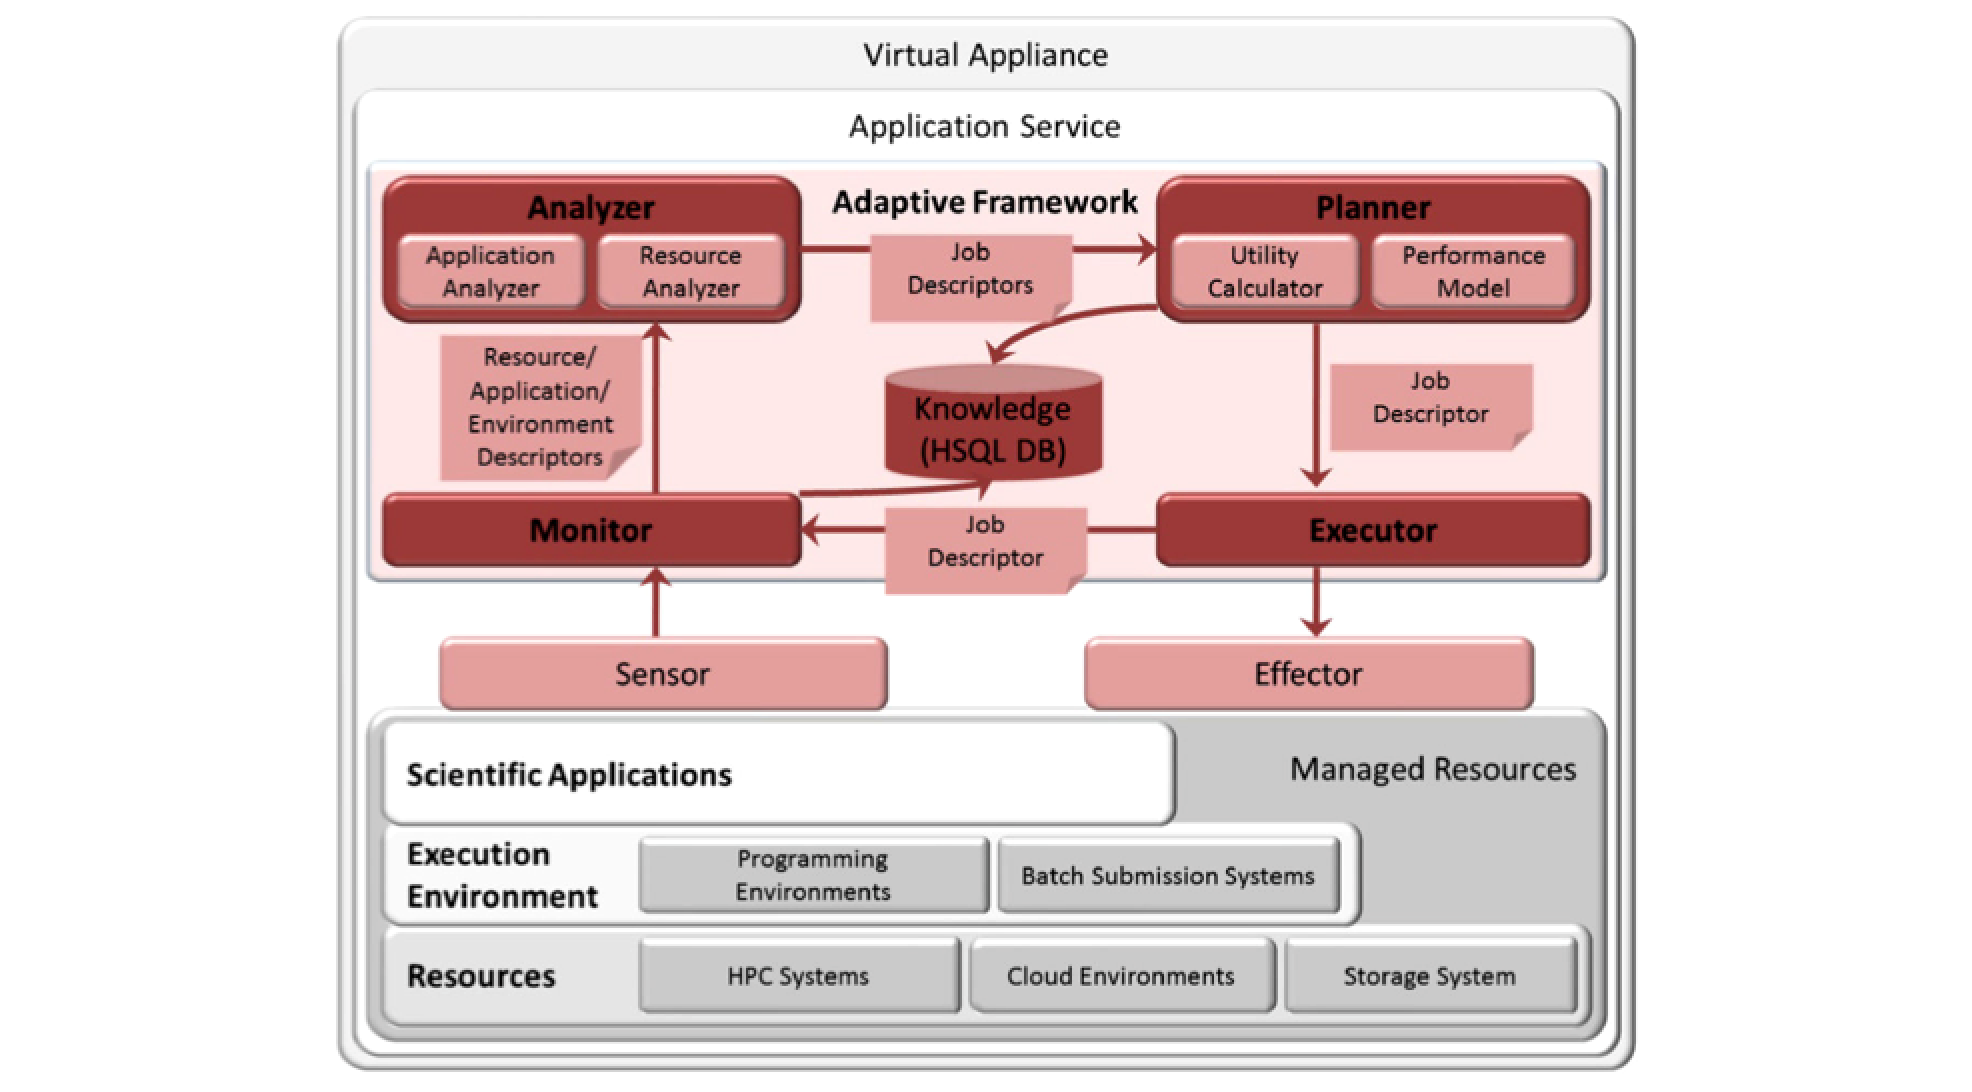 Virtual Appliance
Application Service
Adaptive Framework
Analyzer
Application
Analyzer
Resource
Analyzer
Job
Descriptors
Planner
Utility
Calculator
Performance
Model
Resource/
Application/
Environment
Descriptors
Knowledge
(HSQL DB)
Job
Descriptor
Monitor
Job
Descriptor
Executor
Sensor
Effector
Scientific Applications
Managed Resources
Execution
Environment
Programming
Environments
Batch Submission Systems
Resources
HPC Systems
Cloud Environments
Storage System